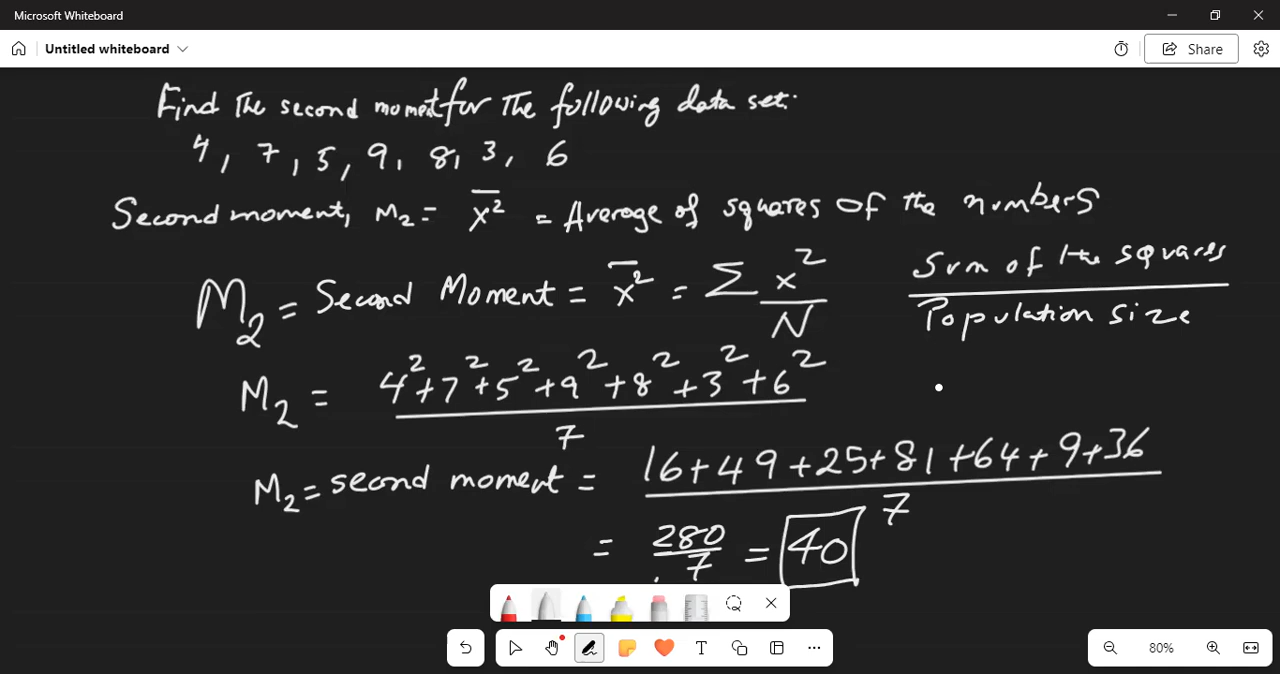 Microsoft Whiteboard
Untitled whiteboard
Share
Find The second moment for The following data set:
4, 7, 5, 9, 8, 3, 6
Second moment, M₂ = x̅² = Average of squares of the numbers
M₂ = Second Moment = x̅² = Σ x²/N Sum of the squares / Population size
M₂ = 4²+7²+5²+9²+8²+3²+6² / 7
M₂ = second moment = 16+49+25+81+64+9+36 / 7
= 280/7 = 40
80%